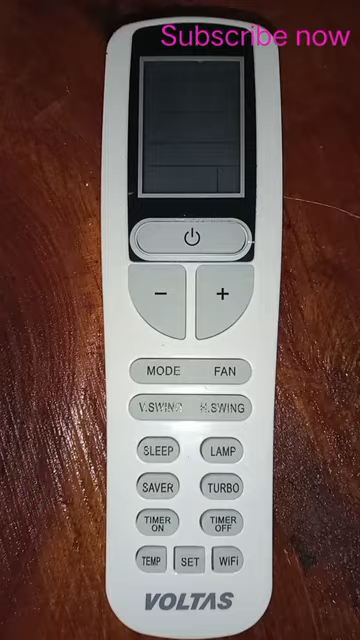 Subscribe now
− +
MODE FAN
V.SWING H.SWING
SLEEP LAMP
SAVER TURBO
TIMER ON TIMER OFF
TEMP SET WiFi
VOLTAS